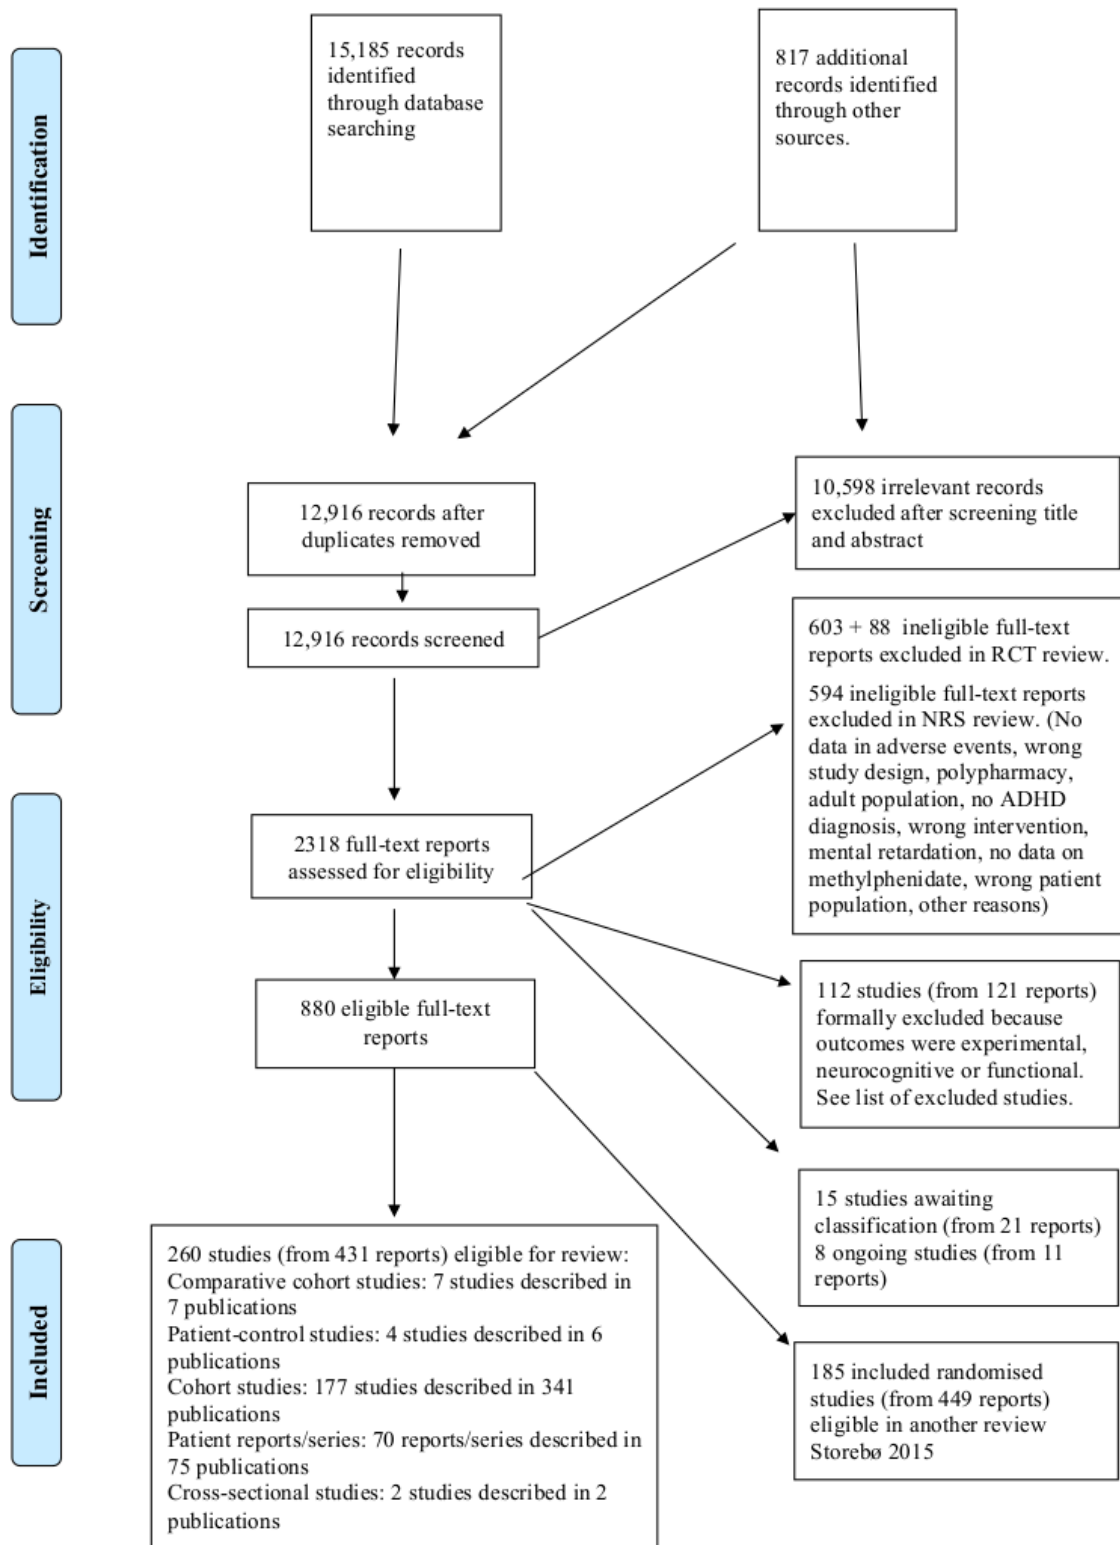 Identification
15,185 records
identified
through database
searching
817 additional
records identified
through other
sources.
Screening
12,916 records after
duplicates removed
12,916 records screened
10,598 irrelevant records
excluded after screening title
and abstract
603 + 88 ineligible full-text
reports excluded in RCT review.
594 ineligible full-text reports
excluded in NRS review. (No
data in adverse events, wrong
study design, polypharmacy,
adult population, no ADHD
diagnosis, wrong intervention,
mental retardation, no data on
methylphenidate, wrong patient
population, other reasons)
Eligibility
2318 full-text reports
assessed for eligibility
880 eligible full-text
reports
112 studies (from 121 reports)
formally excluded because
outcomes were experimental,
neurocognitive or functional.
See list of excluded studies.
15 studies awaiting
classification (from 21 reports)
8 ongoing studies (from 11
reports)
Included
260 studies (from 431 reports) eligible for review:
Comparative cohort studies: 7 studies described in
7 publications
Patient-control studies: 4 studies described in 6
publications
Cohort studies: 177 studies described in 341
publications
Patient reports/series: 70 reports/series described in
75 publications
Cross-sectional studies: 2 studies described in 2
publications
185 included randomised
studies (from 449 reports)
eligible in another review
Storebø 2015